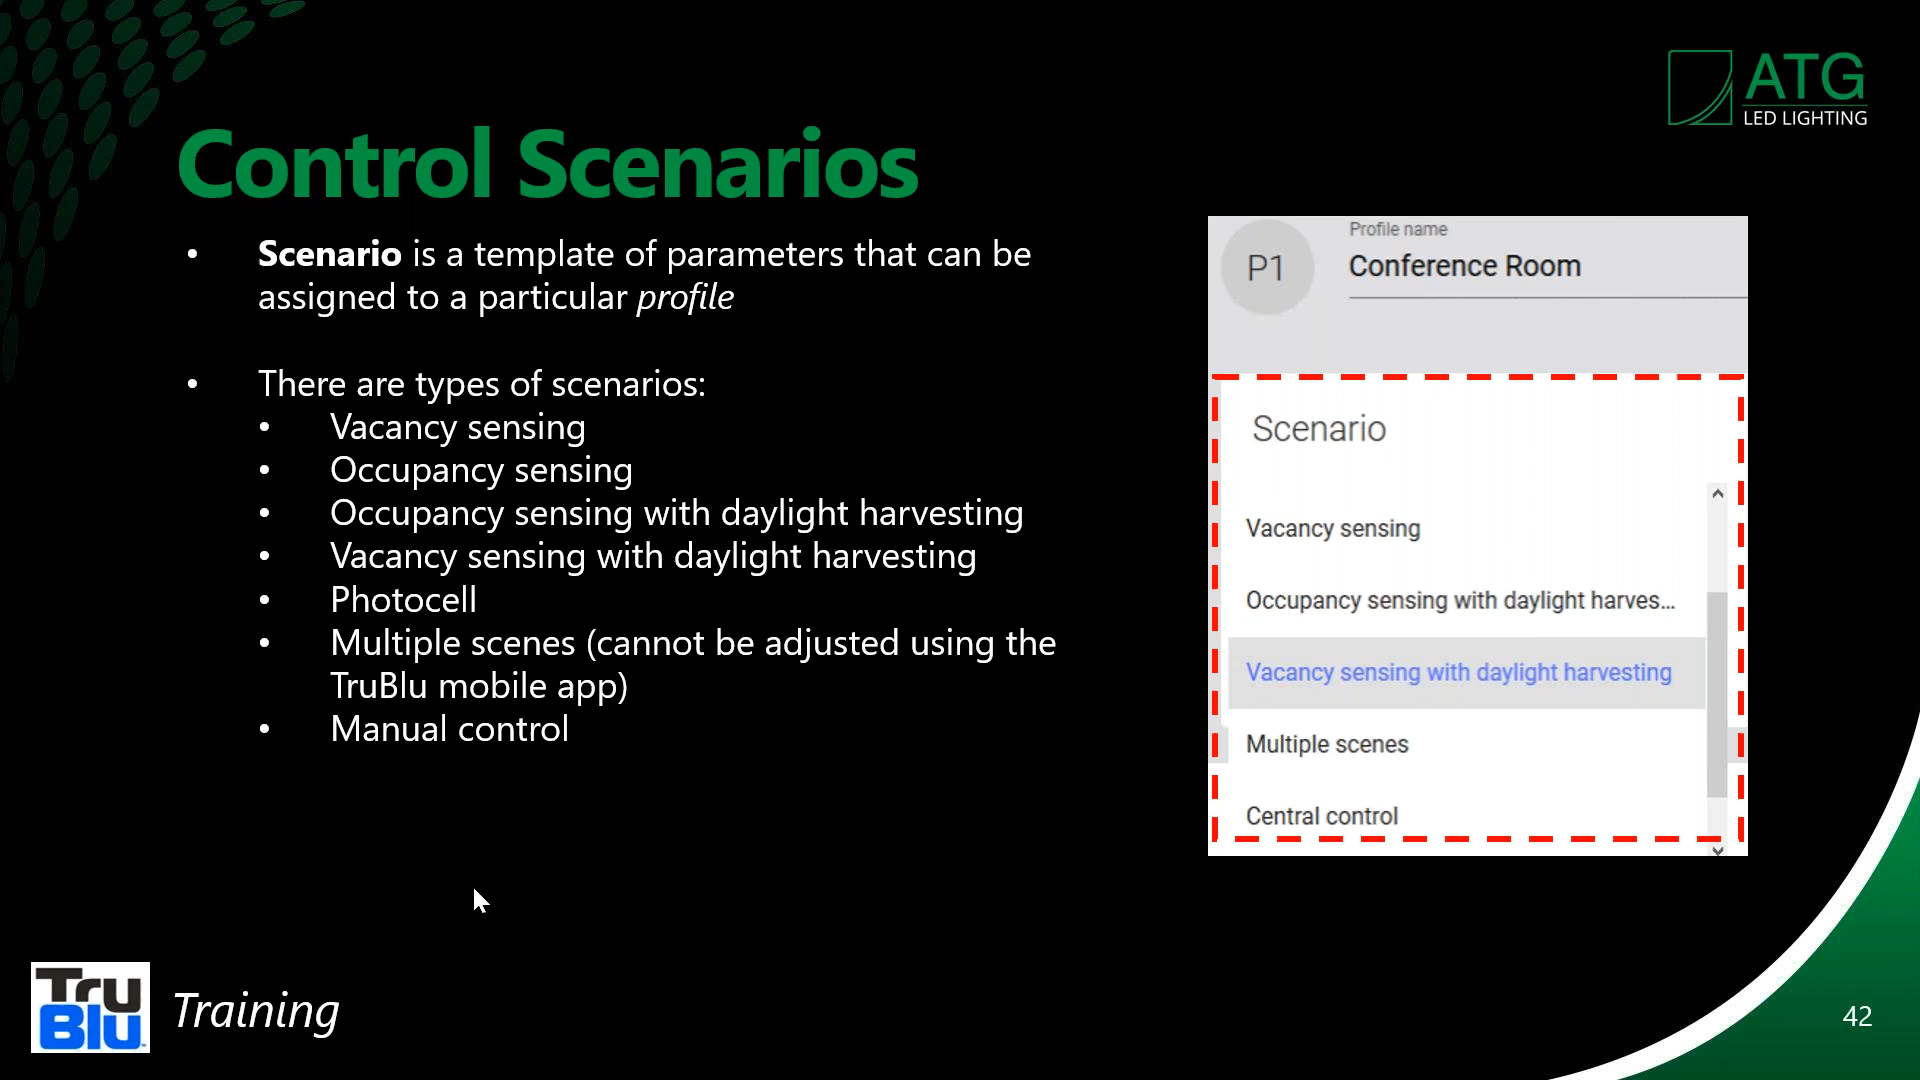 ATG
LED LIGHTING
Control Scenarios
• Scenario is a template of parameters that can be
assigned to a particular profile
• There are types of scenarios:
• Vacancy sensing
• Occupancy sensing
• Occupancy sensing with daylight harvesting
• Vacancy sensing with daylight harvesting
• Photocell
• Multiple scenes (cannot be adjusted using the
TruBlu mobile app)
• Manual control
P1
Profile name
Conference Room
Scenario
Vacancy sensing
Occupancy sensing with daylight harves...
Vacancy sensing with daylight harvesting
Multiple scenes
Central control
Tru
Blu
Training
42